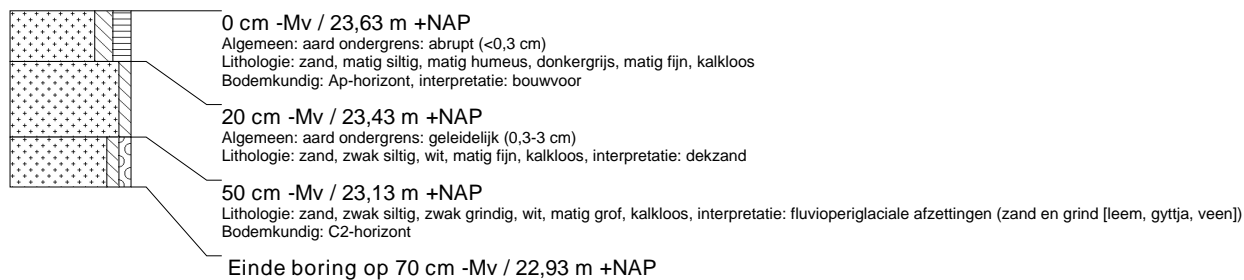 0 cm -Mv / 23,63 m +NAP
Algemeen: aard ondergrens: abrupt (<0,3 cm)
Lithologie: zand, matig siltig, matig humeus, donkergrijs, matig fijn, kalkloos
Bodemkundig: Ap-horizont, interpretatie: bouwvoor
20 cm -Mv / 23,43 m +NAP
Algemeen: aard ondergrens: geleidelijk (0,3-3 cm)
Lithologie: zand, zwak siltig, wit, matig fijn, kalkloos, interpretatie: dekzand
50 cm -Mv / 23,13 m +NAP
Lithologie: zand, zwak siltig, zwak grindig, wit, matig grof, kalkloos, interpretatie: fluvioperiglaciale afzettingen (zand en grind [leem, gyttja, veen])
Bodemkundig: C2-horizont
Einde boring op 70 cm -Mv / 22,93 m +NAP